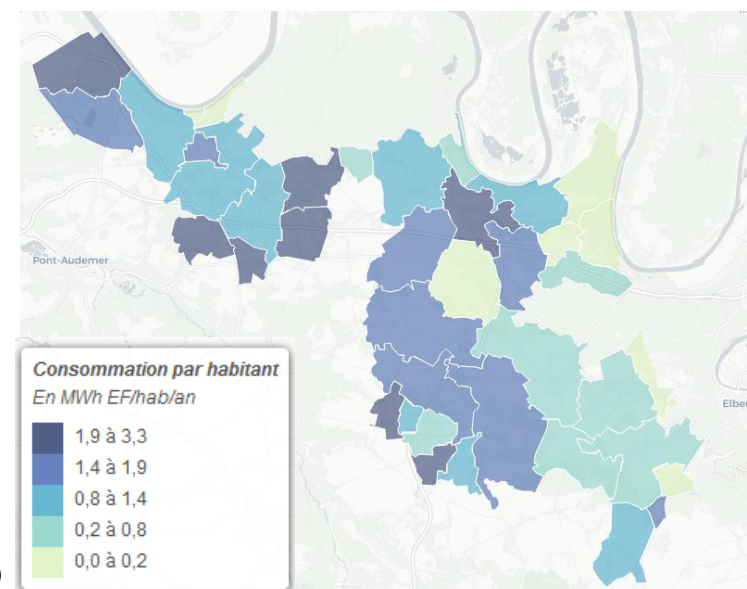 Pont-Audemer
Consommation par habitant
En MWh EF/hab/an
1,9 à 3,3
1,4 à 1,9
0,8 à 1,4
0,2 à 0,8
0,0 à 0,2
Elbeu
)